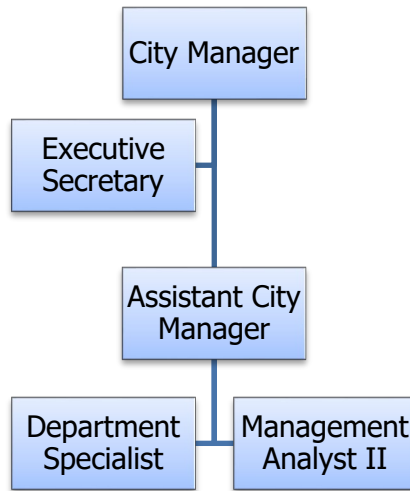 City Manager
Executive
Secretary
Assistant City
Manager
Department
Specialist
Management
Analyst II